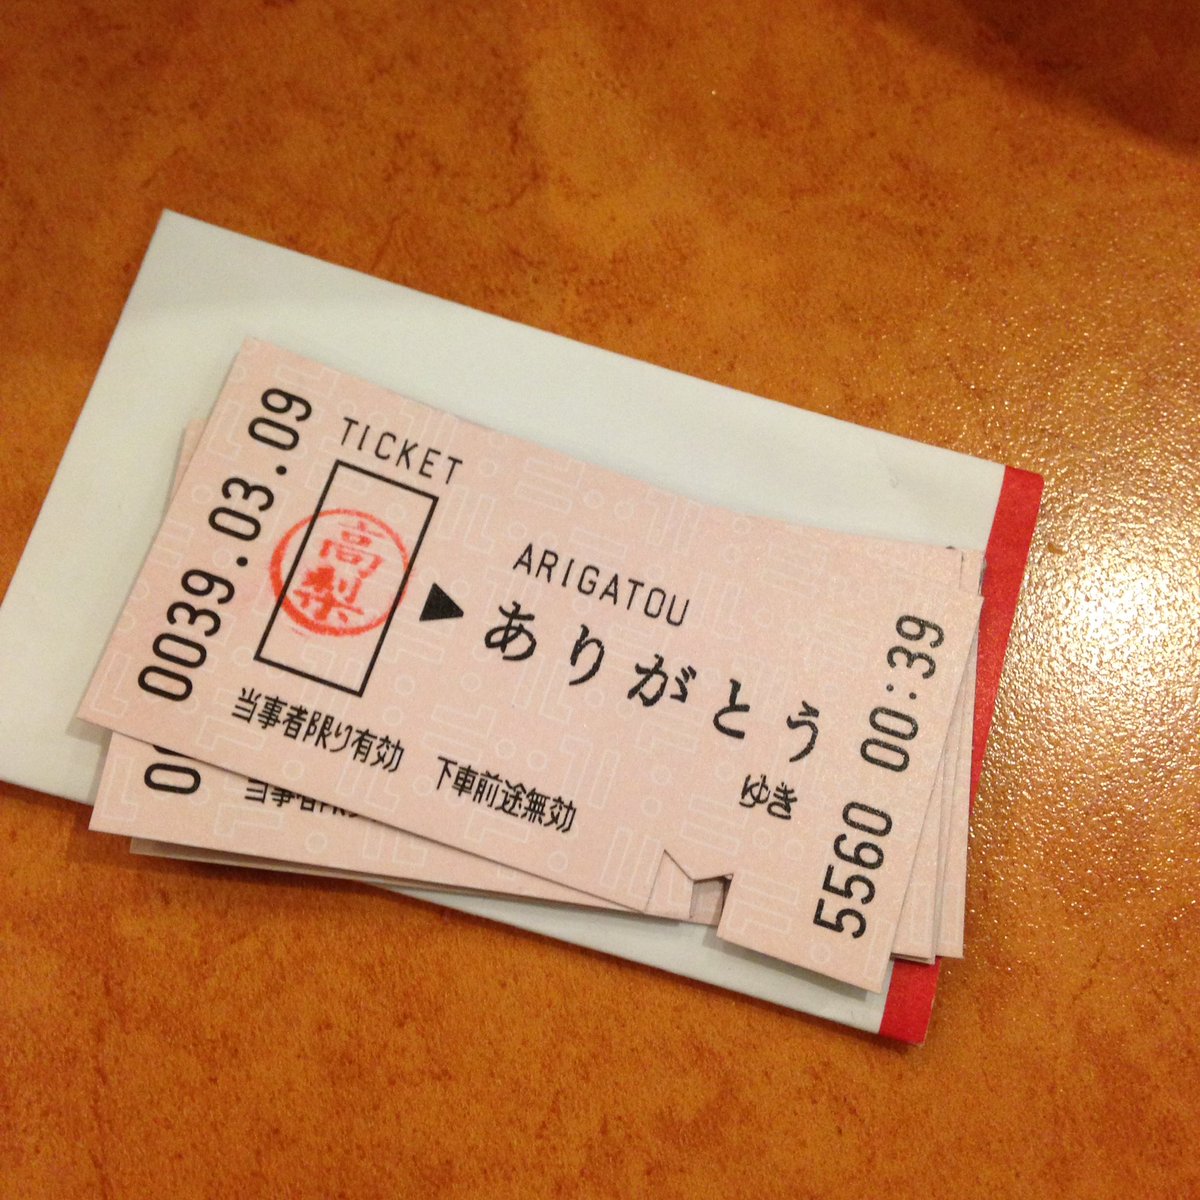 0039.03.09
TICKET
高梨
▶
ARIGATOU
ありがとう
ゆき
当事者限り有効
下車前途無効
5560 00:39